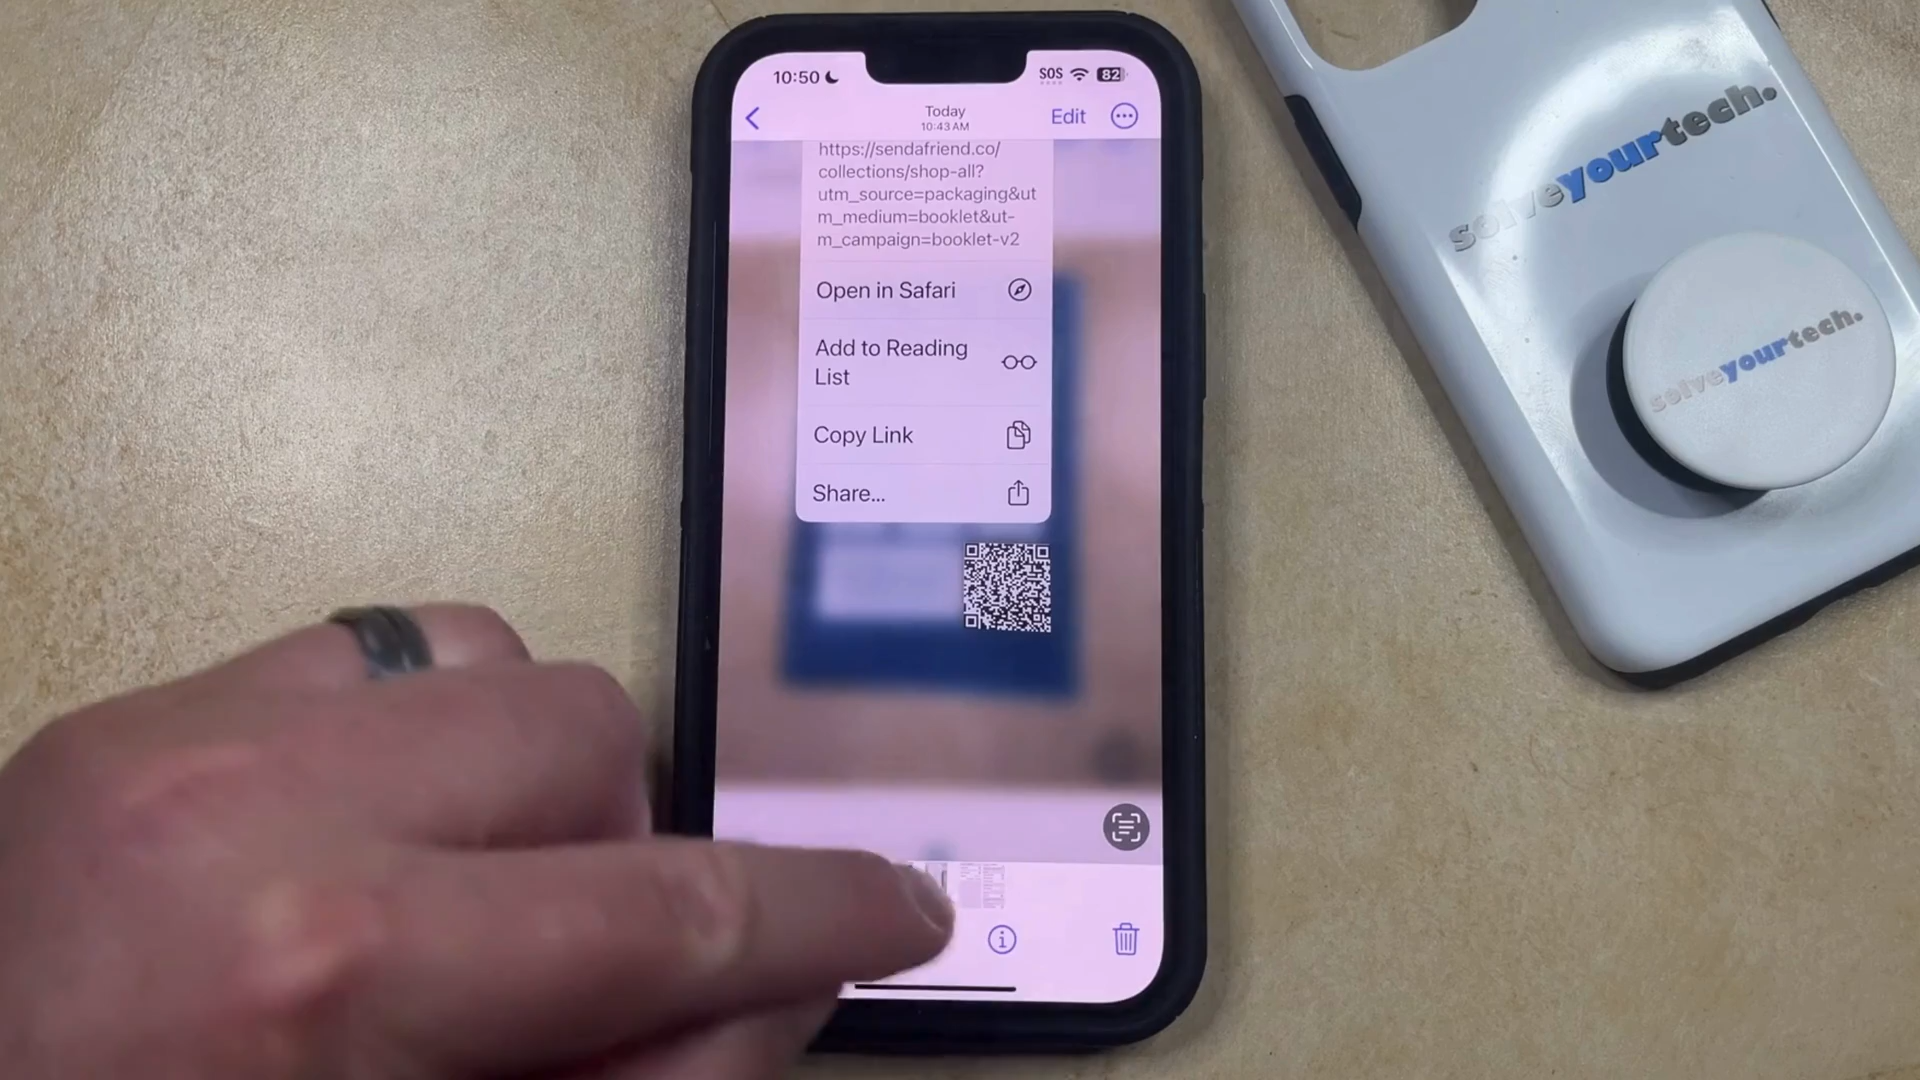 10:50
SOS
82
Today
10:43 AM
Edit
https://sendafriend.co/
collections/shop-all?
utm_source=packaging&ut
m_medium=booklet&ut-
m_campaign=booklet-v2
Open in Safari
Add to Reading
List
Copy Link
Share...
solveyourtech.
solveyourtech.